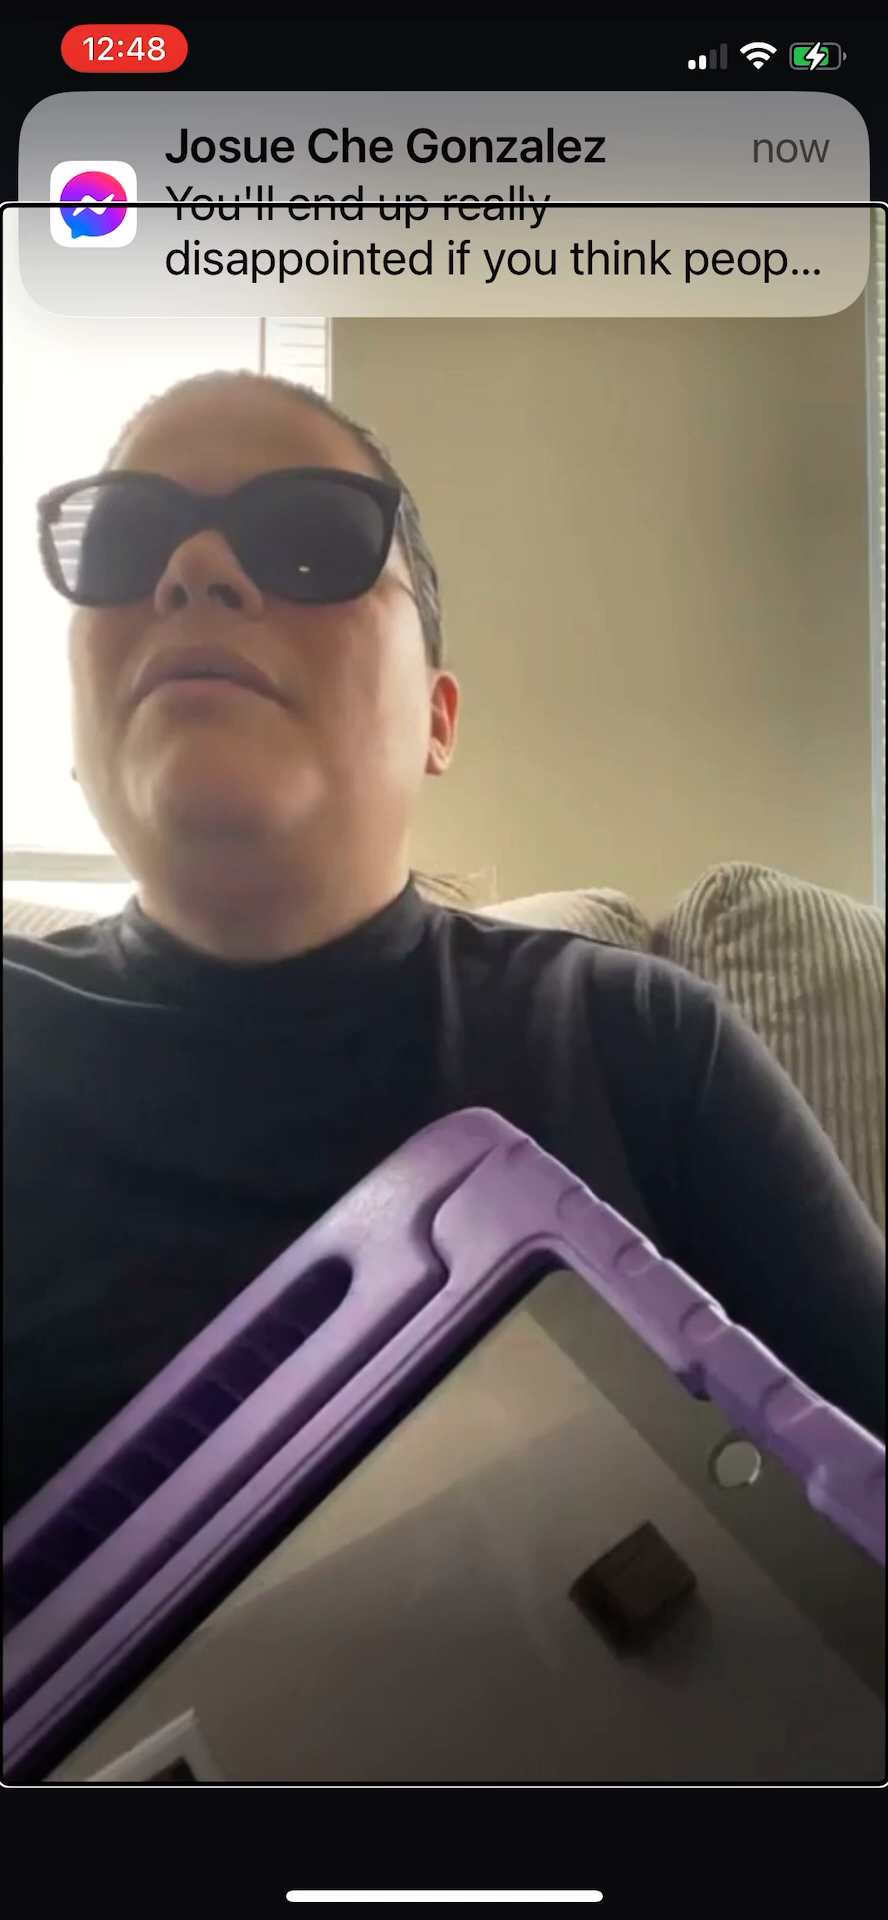 12:48
Josue Che Gonzalez
now
You'll end up really
disappointed if you think peop...